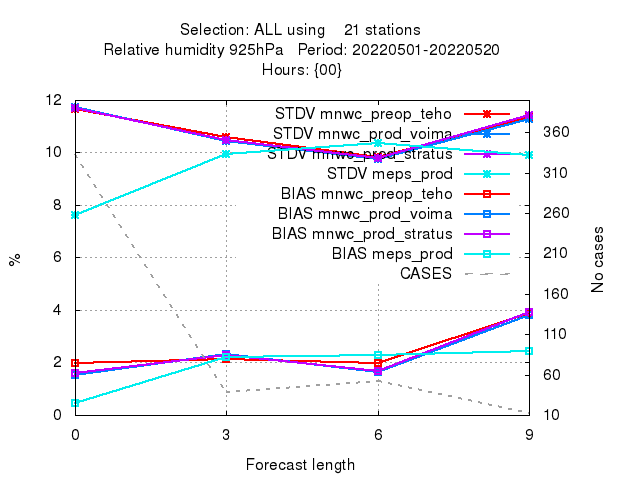 Selection: ALL using 21 stations
Relative humidity 925hPa Period: 20220501-20220520
Hours: {00}
12
10
8
6
4
2
0
%
STDV mnwc_preop_teho
STDV mnwc_prod_voima
STDV mnwc_prod_stratus
STDV meps_prod
BIAS mnwc_preop_teho
BIAS mnwc_prod_voima
BIAS mnwc_prod_stratus
BIAS meps_prod
CASES
360
310
260
210
160
110
60
10
No cases
0 3 6 9
Forecast length